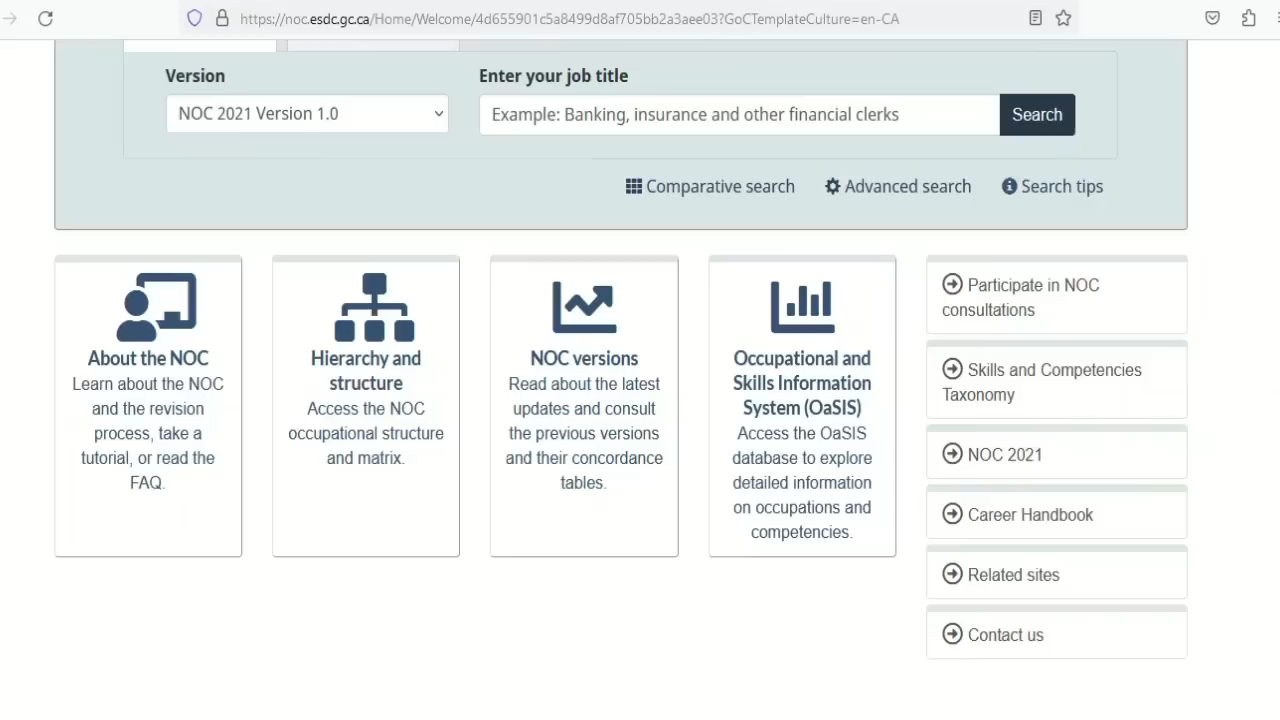 https://noc.esdc.gc.ca/Home/Welcome/4d655901c5a8499d8af705bb2a3aee03?GoCTemplateCulture=en-CA
Version
Enter your job title
NOC 2021 Version 1.0
Example: Banking, insurance and other financial clerks
Search
Comparative search
Advanced search
Search tips
About the NOC
Learn about the NOC
and the revision
process, take a
tutorial, or read the
FAQ.
Hierarchy and
structure
Access the NOC
occupational structure
and matrix.
NOC versions
Read about the latest
updates and consult
the previous versions
and their concordance
tables.
Occupational and
Skills Information
System (OaSIS)
Access the OaSIS
database to explore
detailed information
on occupations and
competencies.
Participate in NOC
consultations
Skills and Competencies
Taxonomy
NOC 2021
Career Handbook
Related sites
Contact us